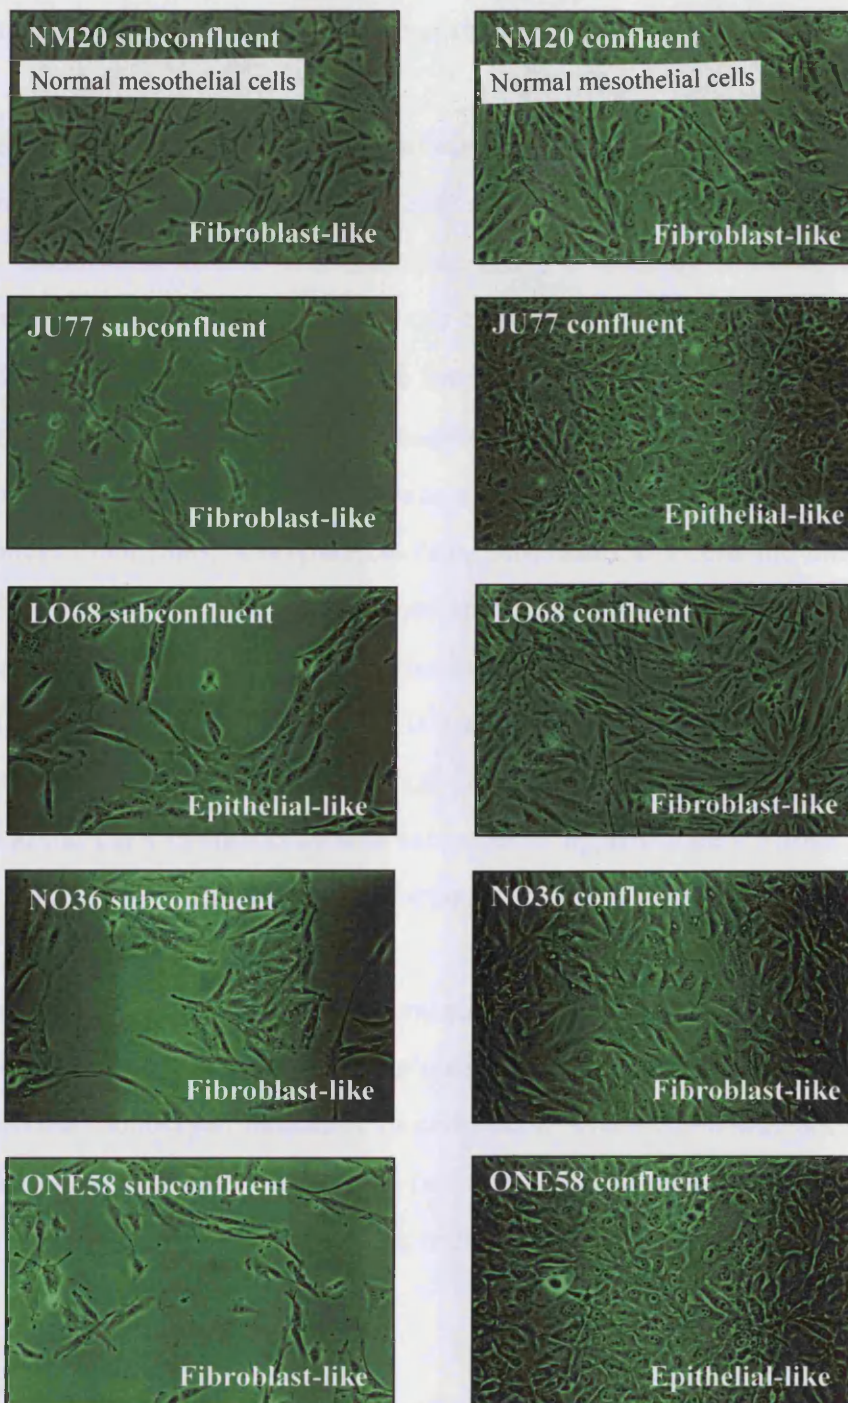 NM20 subconfluent
Normal mesothelial cells
Fibroblast-like
NM20 confluent
Normal mesothelial cells
Fibroblast-like
JU77 subconfluent
Fibroblast-like
JU77 confluent
Epithelial-like
LO68 subconfluent
Epithelial-like
LO68 confluent
Fibroblast-like
NO36 subconfluent
Fibroblast-like
NO36 confluent
Fibroblast-like
ONE58 subconfluent
Fibroblast-like
ONE58 confluent
Epithelial-like